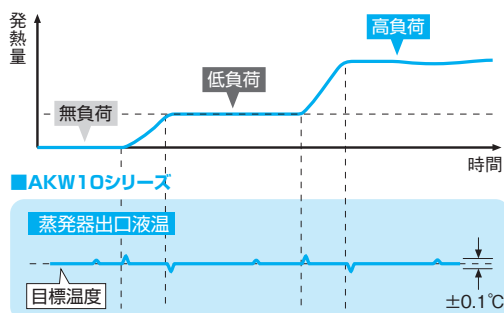 発熱量
高負荷
低負荷
無負荷
時間
■AKW10シリーズ
蒸発器出口液温
目標温度
±0.1℃